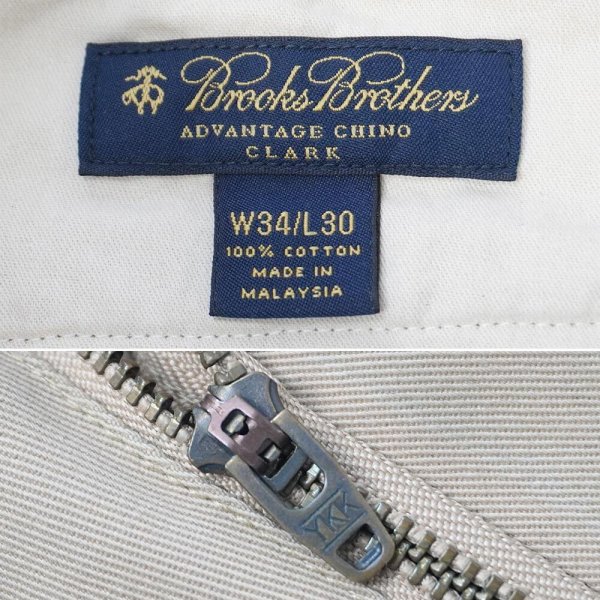 Brooks Brothers
ADVANTAGE CHINO
CLARK
W34/L30
100% COTTON
MADE IN
MALAYSIA
YKK